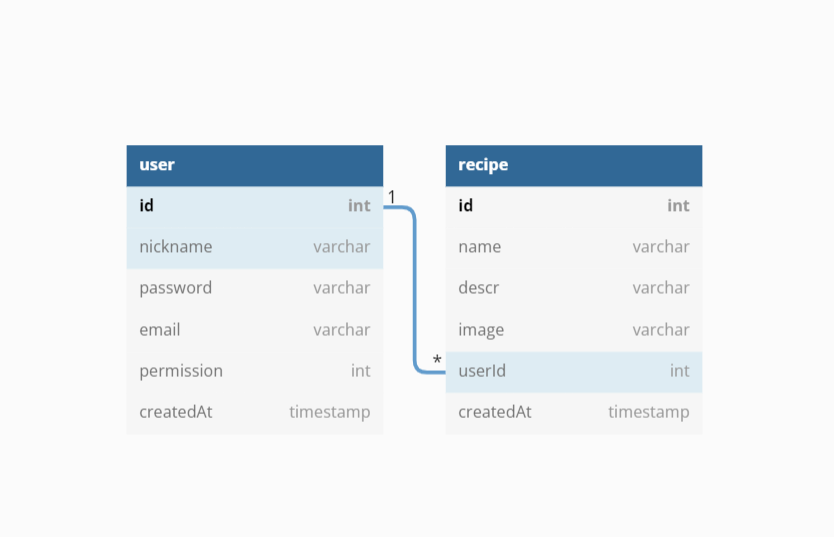 user
id int
nickname varchar
password varchar
email varchar
permission int
createdAt timestamp
1
*
recipe
id int
name varchar
descr varchar
image varchar
userId int
createdAt timestamp